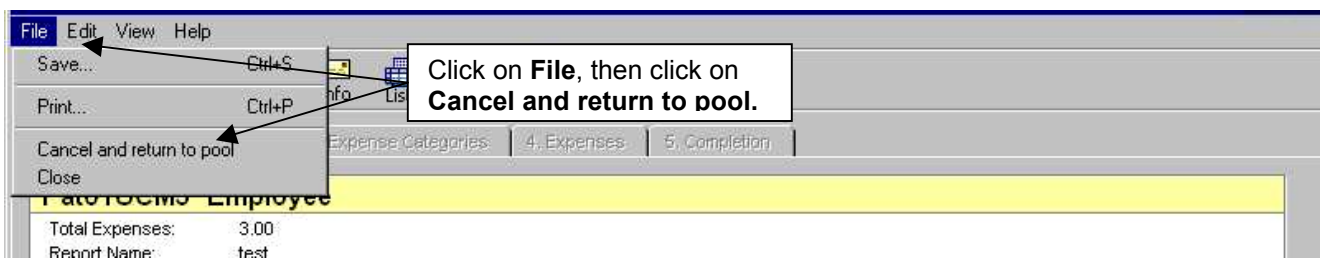 File Edit View Help
Save... Ctrl+S
Print... Ctrl+P
Cancel and return to pool
Close
Click on File, then click on
Cancel and return to pool.
Expense Categories 4. Expenses 5. Completion
Employee
Total Expenses: 3.00
Report Name: test